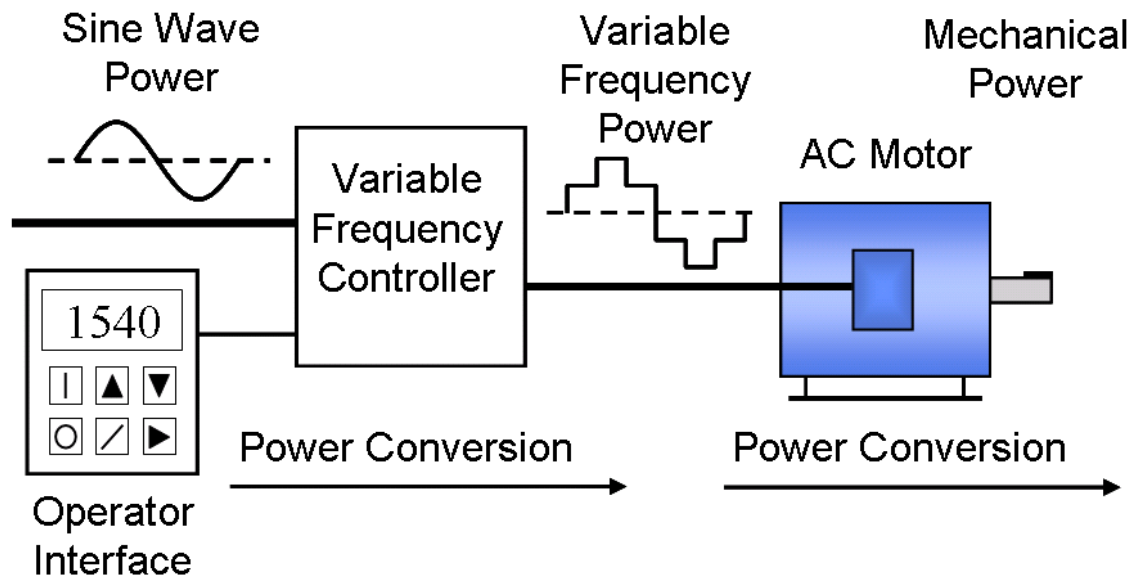 Sine Wave
Power
Variable
Frequency
Power
Mechanical
Power
AC Motor
Variable
Frequency
Controller
1540
Power Conversion
Power Conversion
Operator
Interface